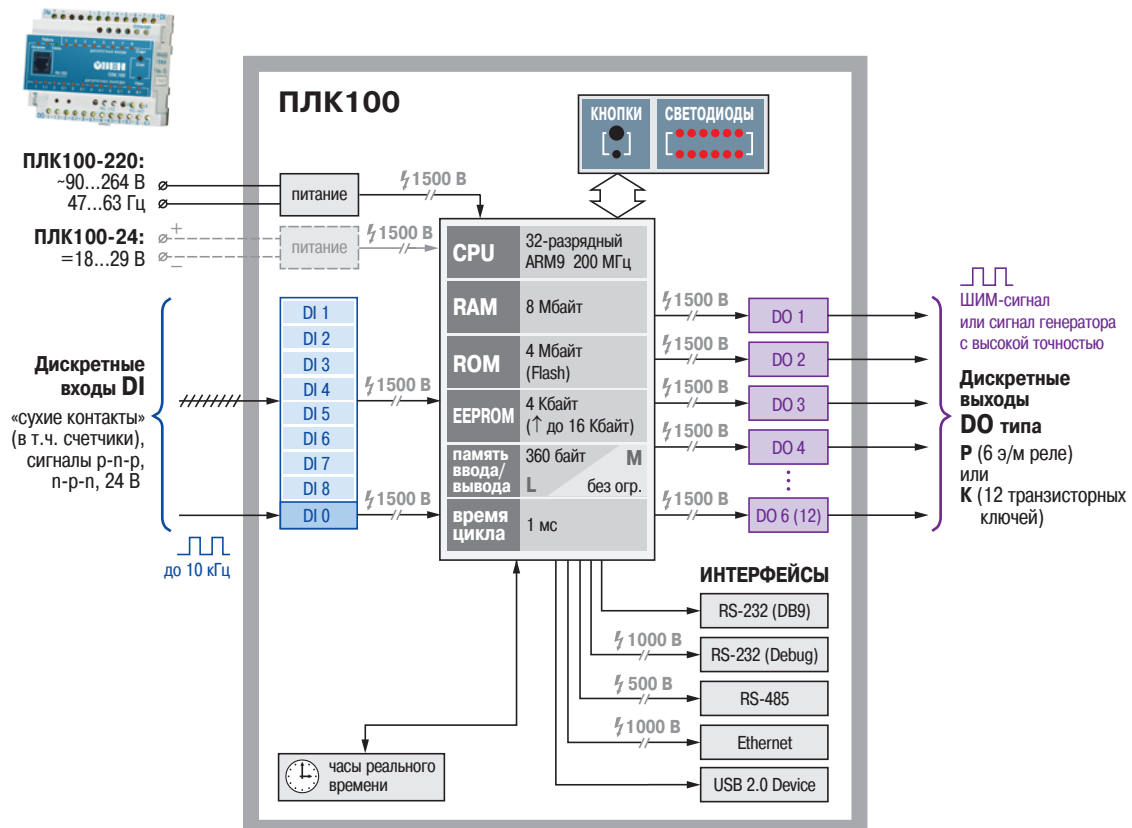 ОВЕН
ПЛК100
КНОПКИ
СВЕТОДИОДЫ
ПЛК100-220:
~90...264 В
47...63 Гц
питание
1500 В
ПЛК100-24:
+
=18...29 В
–
питание
1500 В
CPU
32-разрядный
ARM9 200 МГц
RAM
8 Мбайт
ROM
4 Мбайт
(Flash)
EEPROM
4 Кбайт
(↑ до 16 Кбайт)
память
ввода/
вывода
360 байт
M
L
без огр.
время
цикла
1 мс
Дискретные
входы DI
«сухие контакты»
(в т.ч. счетчики),
сигналы p-n-p,
n-p-n, 24 В
DI 1
DI 2
DI 3
DI 4
DI 5
DI 6
DI 7
DI 8
DI 0
1500 В
1500 В
до 10 кГц
1500 В
DO 1
1500 В
DO 2
1500 В
DO 3
1500 В
DO 4
1500 В
DO 6 (12)
ШИМ-сигнал
или сигнал генератора
с высокой точностью
Дискретные
выходы
DO типа
Р (6 э/м реле)
или
К (12 транзисторных
ключей)
ИНТЕРФЕЙСЫ
RS-232 (DB9)
1000 В
RS-232 (Debug)
500 В
RS-485
1000 В
Ethernet
USB 2.0 Device
часы реального
времени